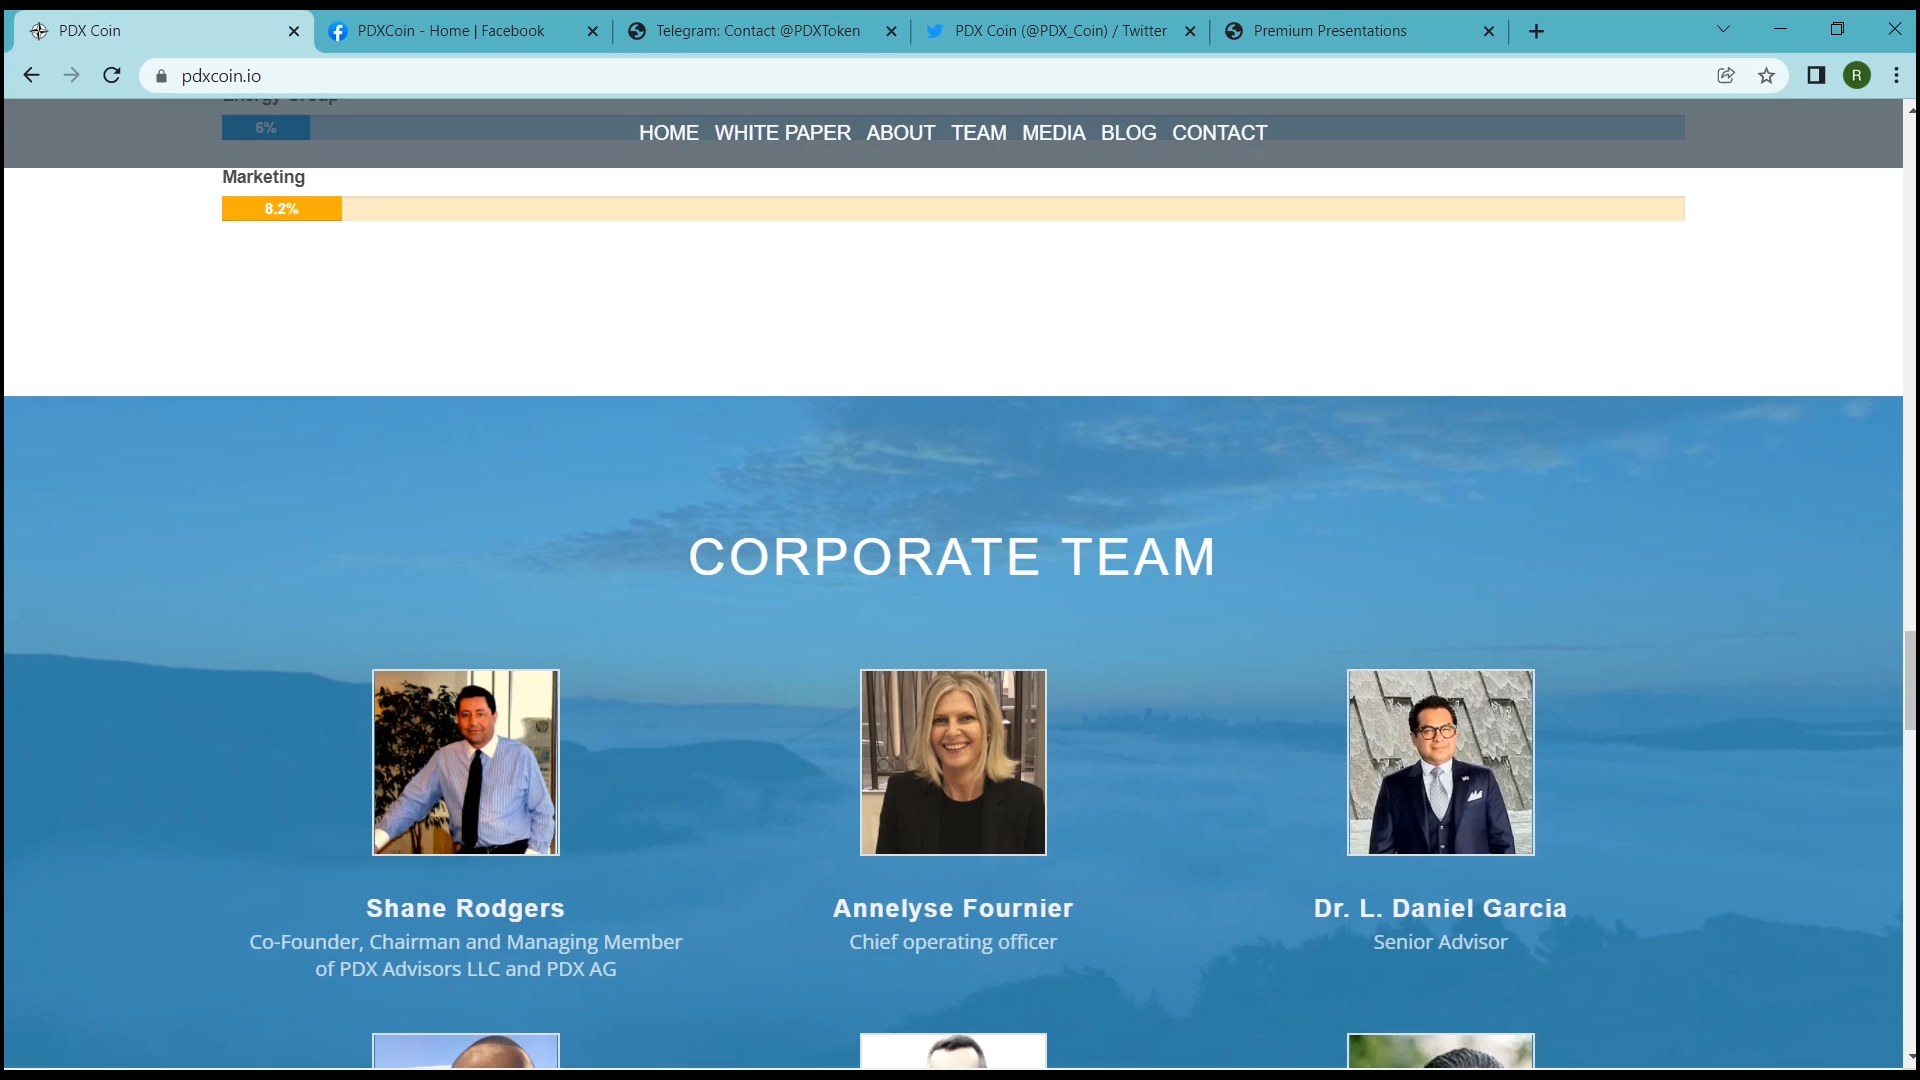 PDX Coin
PDXCoin - Home | Facebook
Telegram: Contact @PDXToken
PDX Coin (@PDX_Coin) / Twitter
Premium Presentations
pdxcoin.io
R
Energy Group
6%
HOME WHITE PAPER ABOUT TEAM MEDIA BLOG CONTACT
Marketing
8.2%
CORPORATE TEAM
Shane Rodgers
Co-Founder, Chairman and Managing Member
of PDX Advisors LLC and PDX AG
Annelyse Fournier
Chief operating officer
Dr. L. Daniel Garcia
Senior Advisor